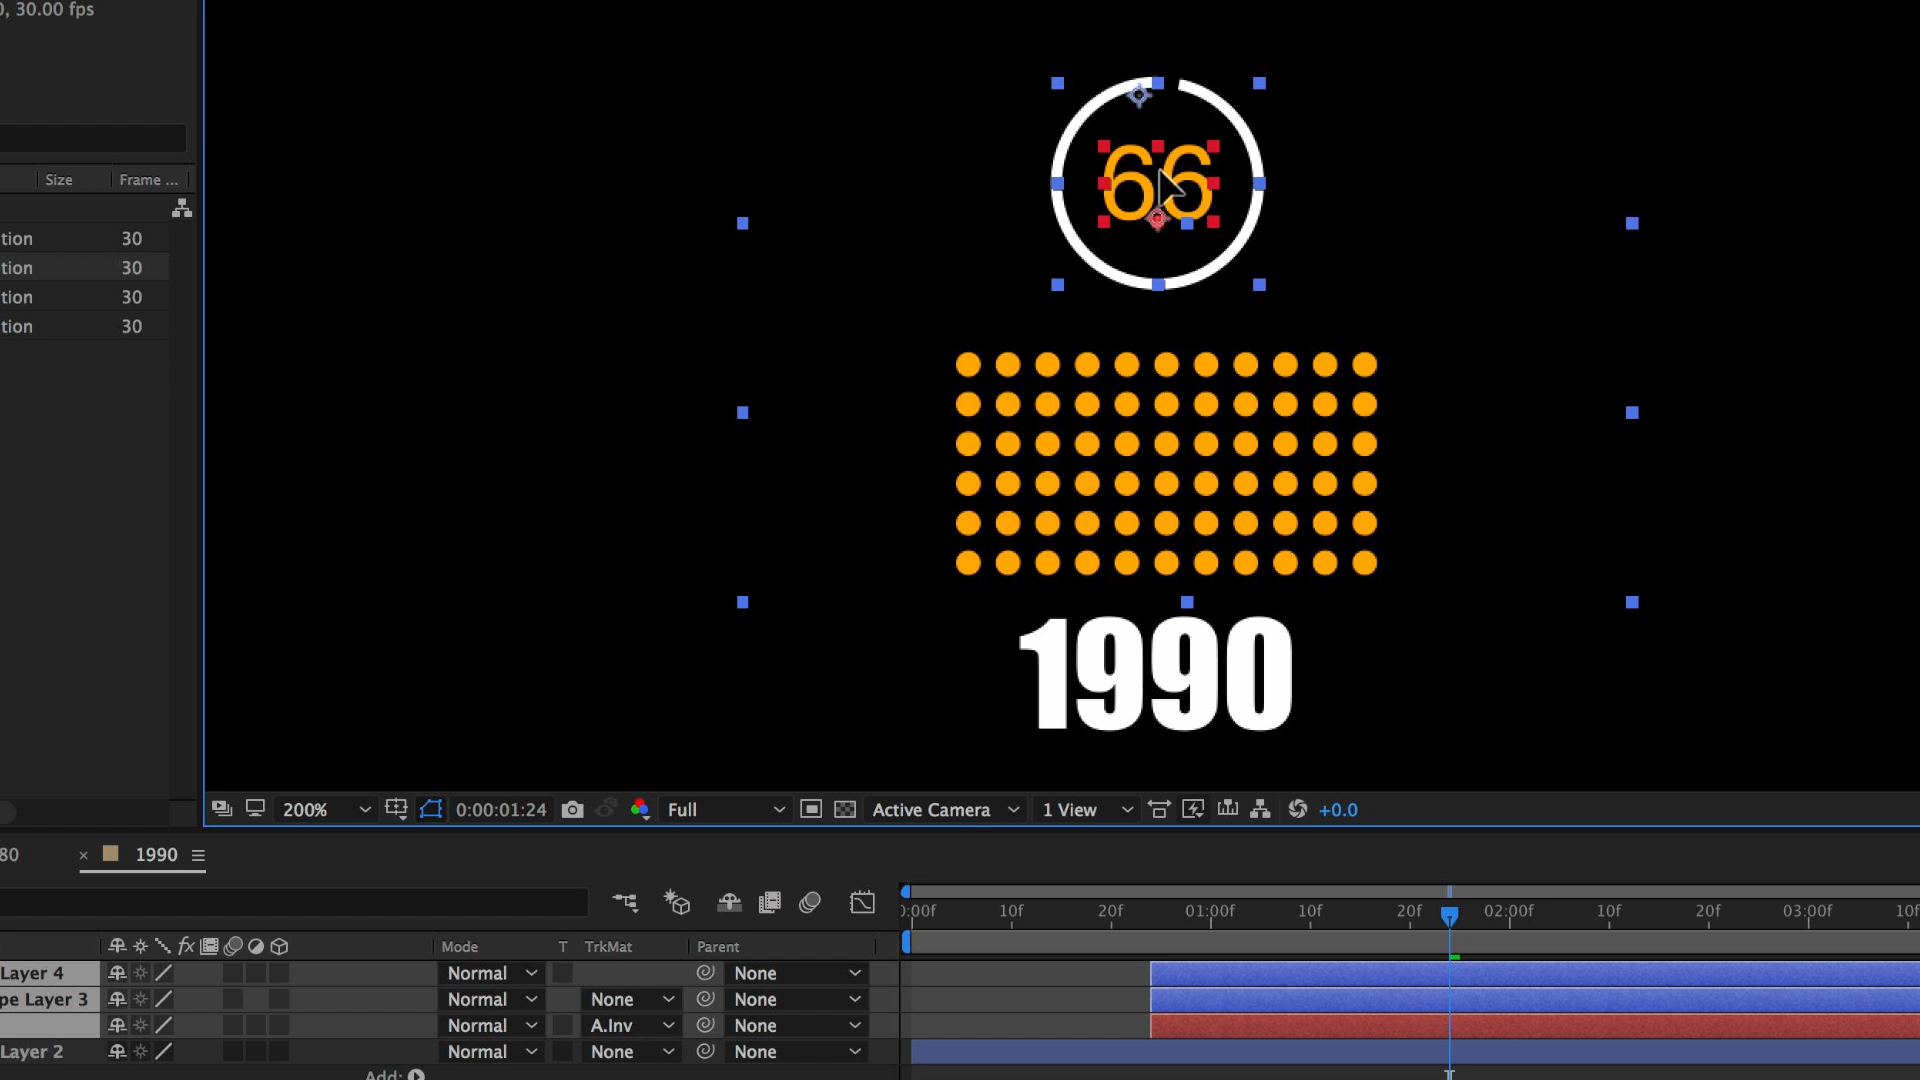 0, 30.00 fps
Size Frame ...
tion 30
tion 30
tion 30
tion 30
66
1990
200% 0:00:01:24 Full Active Camera 1 View +0.0
80 × 1990
0:00f 10f 20f 01:00f 10f 20f 02:00f 10f 20f 03:00f 10f
fx Mode T TrkMat Parent
Layer 4 Normal None
pe Layer 3 Normal None None
Normal A.Inv None
Layer 2 Normal None None
Add: